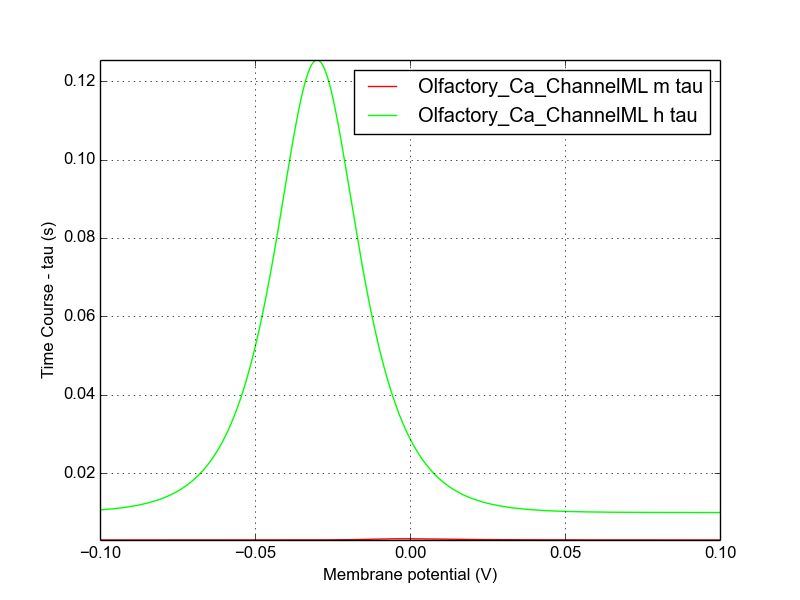 Olfactory_Ca_ChannelML m tau
Olfactory_Ca_ChannelML h tau
0.12
0.10
0.08
0.06
0.04
0.02
Time Course - tau (s)
−0.10
−0.05
0.00
0.05
0.10
Membrane potential (V)